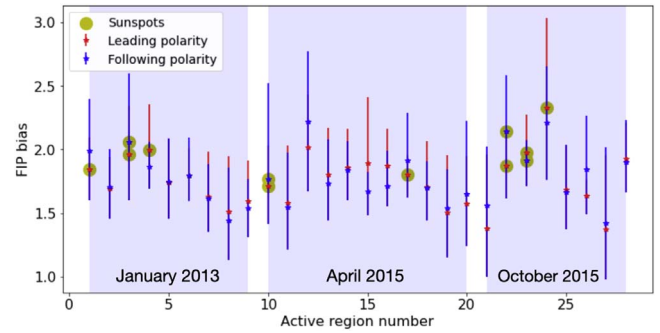 3.0
2.5
2.0
1.5
1.0
FIP bias
Sunspots
Leading polarity
Following polarity
January 2013
April 2015
October 2015
0
5
10
15
20
25
Active region number